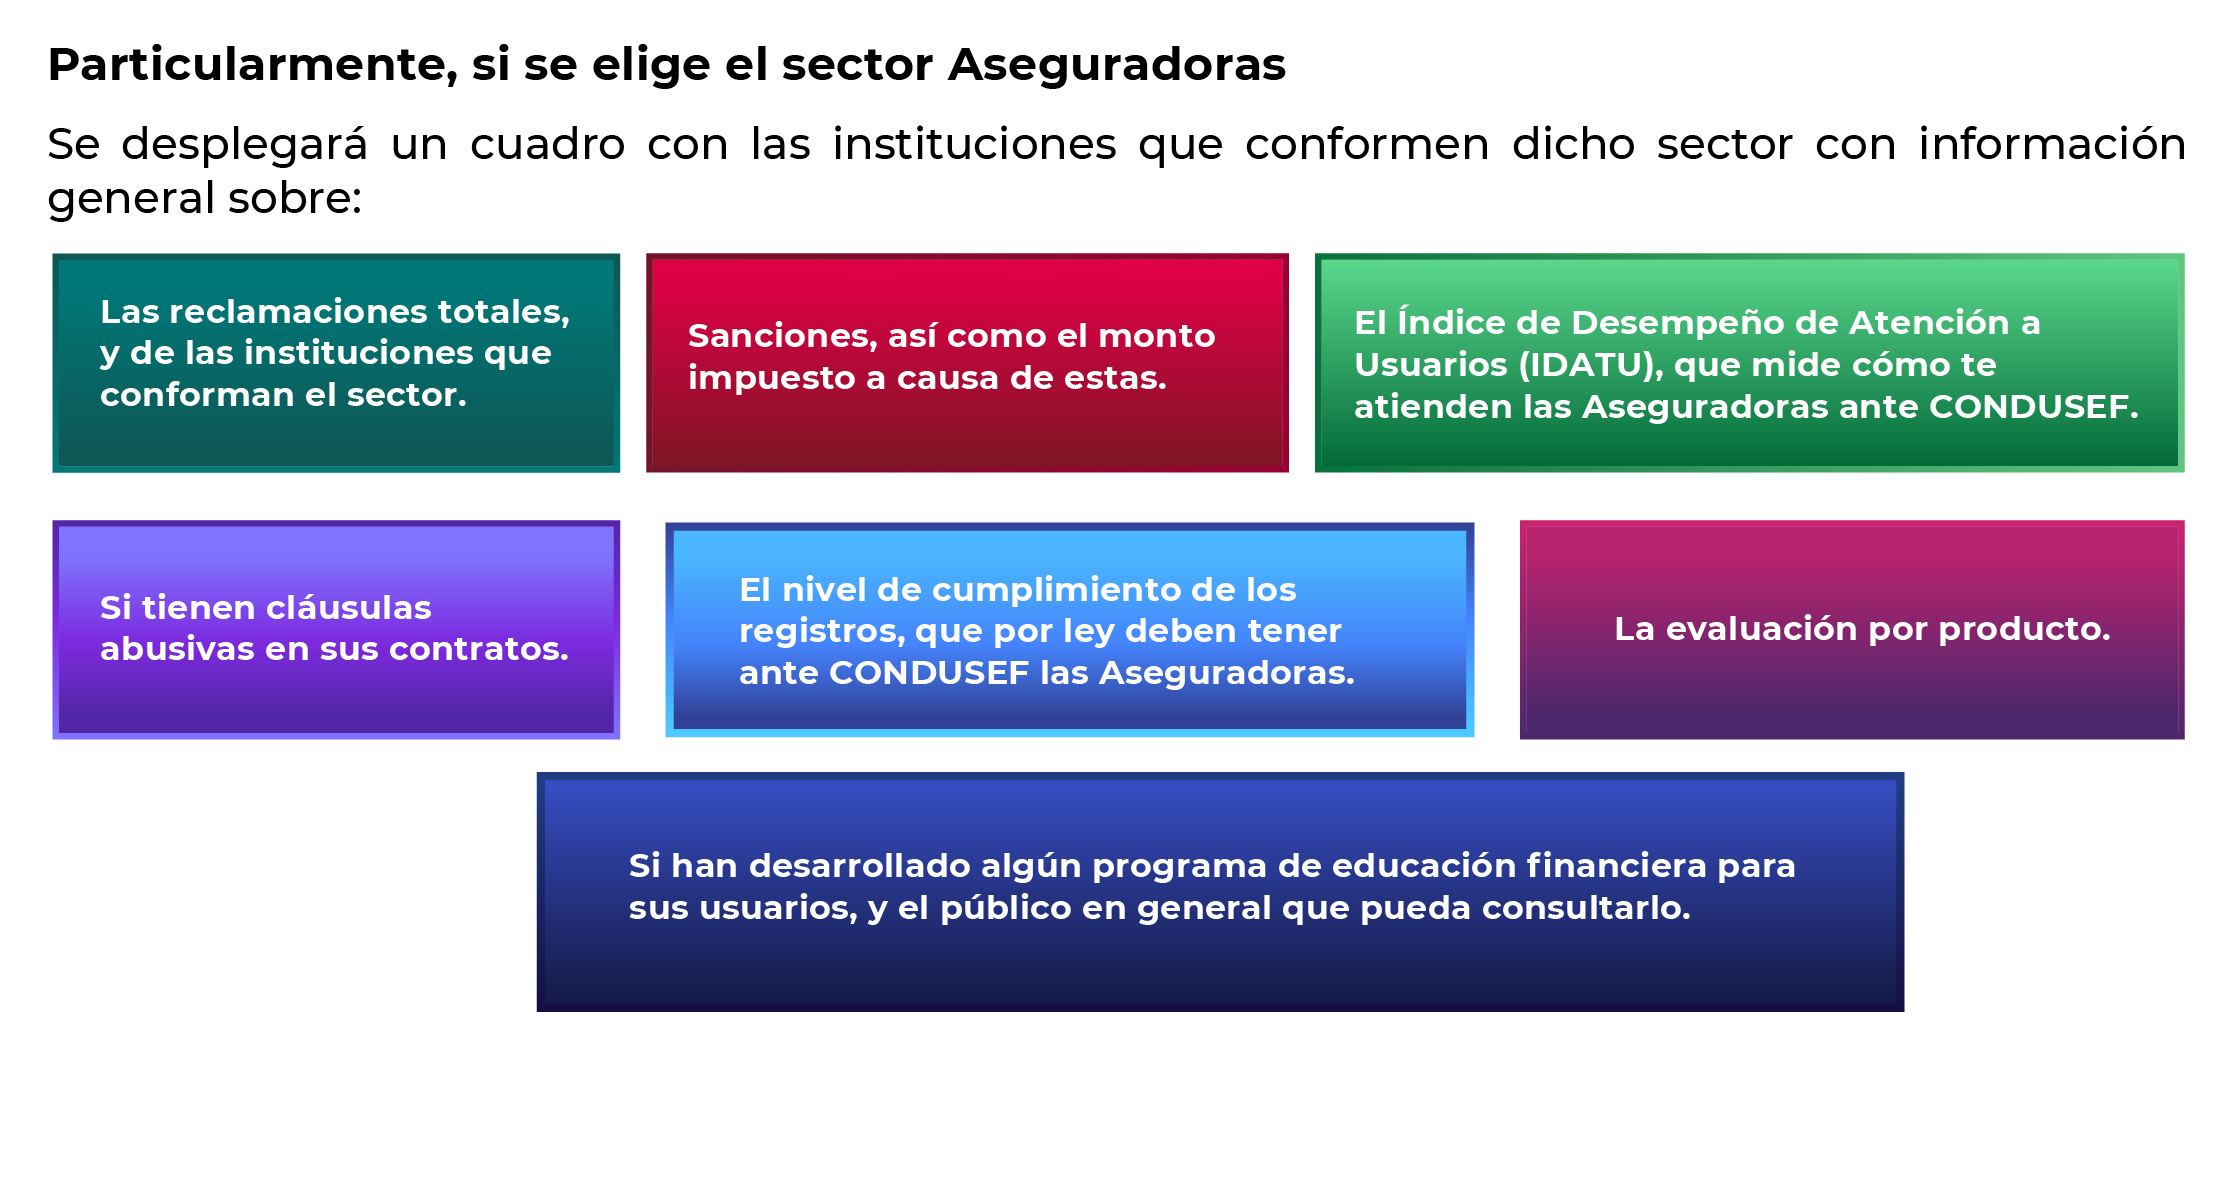 Particularmente, si se elige el sector Aseguradoras
Se desplegará un cuadro con las instituciones que conformen dicho sector con información
general sobre:
Las reclamaciones totales,
y de las instituciones que
conforman el sector.
Sanciones, así como el monto
impuesto a causa de estas.
El Índice de Desempeño de Atención a
Usuarios (IDATU), que mide cómo te
atienden las Aseguradoras ante CONDUSEF.
Si tienen cláusulas
abusivas en sus contratos.
El nivel de cumplimiento de los
registros, que por ley deben tener
ante CONDUSEF las Aseguradoras.
La evaluación por producto.
Si han desarrollado algún programa de educación financiera para
sus usuarios, y el público en general que pueda consultarlo.